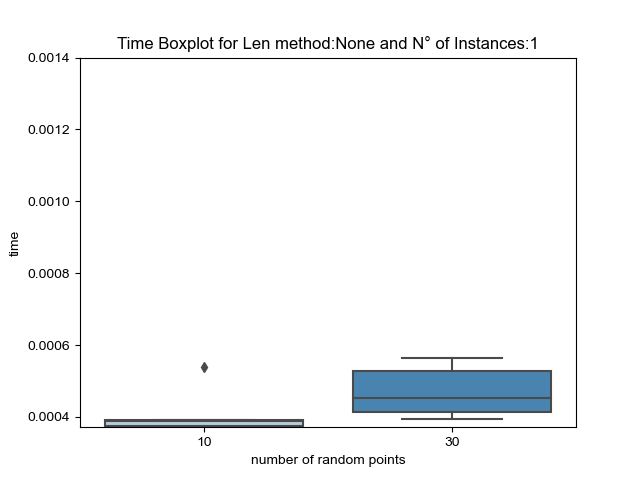 Time Boxplot for Len method:None and N° of Instances:1
0.0014
0.0012
0.0010
0.0008
0.0006
0.0004
time
10
30
number of random points